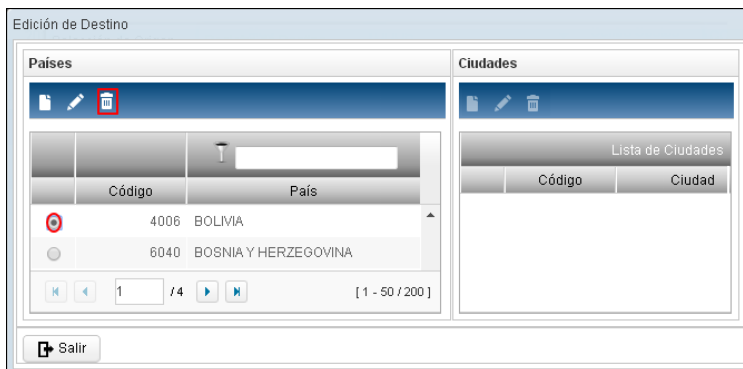 Edición de Destino
Países
Ciudades
Lista de Ciudades
Código País
Código Ciudad
4006 BOLIVIA
6040 BOSNIA Y HERZEGOVINA
1 / 4 [ 1 - 50 / 200 ]
Salir